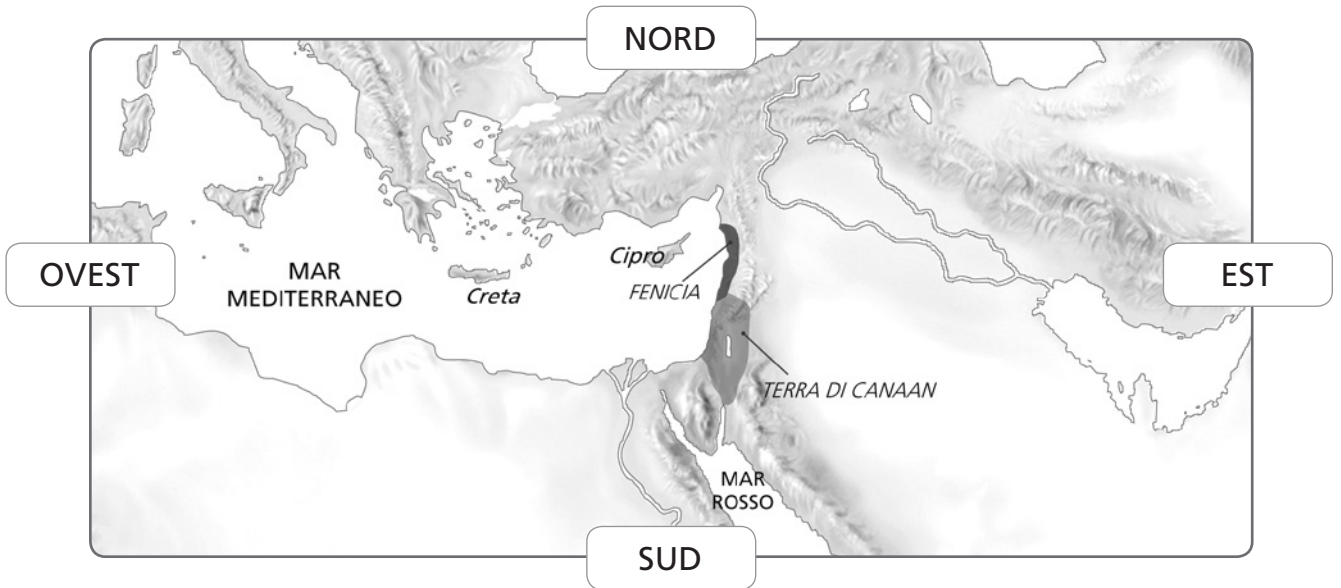 NORD
OVEST
EST
MAR
MEDITERRANEO
Cipro
Creta
FENICIA
TERRA DI CANAAN
MAR
ROSSO
SUD